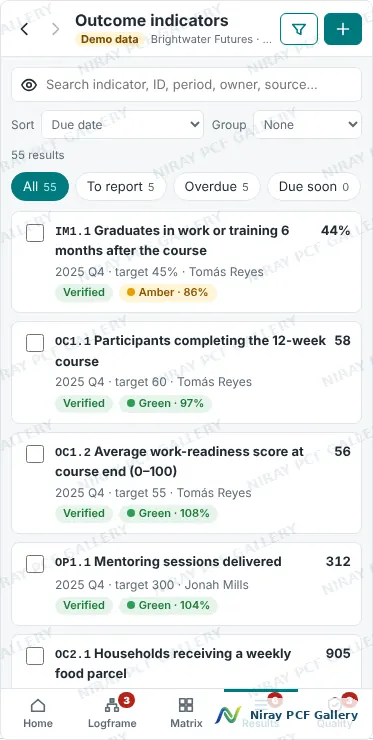 Outcome indicators
Demo data · Brightwater Futures · ...
Search indicator, ID, period, owner, source...
Sort Due date Group None
55 results
All 55 To report 5 Overdue 5 Due soon 0
IM1.1 Graduates in work or training 6 44%
months after the course
2025 Q4 · target 45% · Tomás Reyes
Verified Amber · 86%
OC1.1 Participants completing the 12-week 58
course
2025 Q4 · target 60 · Tomás Reyes
Verified Green · 97%
OC1.2 Average work-readiness score at 56
course end (0–100)
2025 Q4 · target 55 · Tomás Reyes
Verified Green · 108%
OP1.1 Mentoring sessions delivered 312
2025 Q4 · target 300 · Jonah Mills
Verified Green · 104%
OC2.1 Households receiving a weekly 905
food parcel
3
Home Logframe Matrix Results Quality
Niray PCF Gallery
NIRAY PCF GALLERY